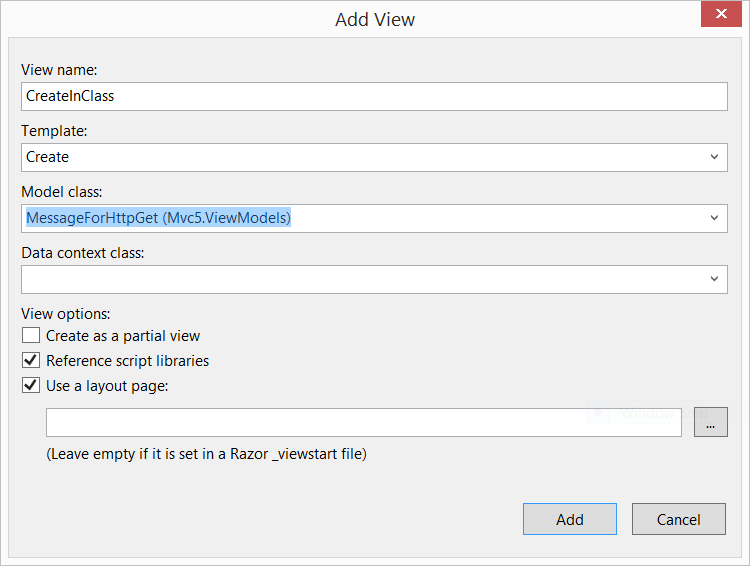 Add View
View name:
CreateInClass
Template:
Create
Model class:
MessageForHttpGet (Mvc5.ViewModels)
Data context class:
View options:
Create as a partial view
Reference script libraries
Use a layout page:
Window Snip
...
(Leave empty if it is set in a Razor _viewstart file)
Add
Cancel